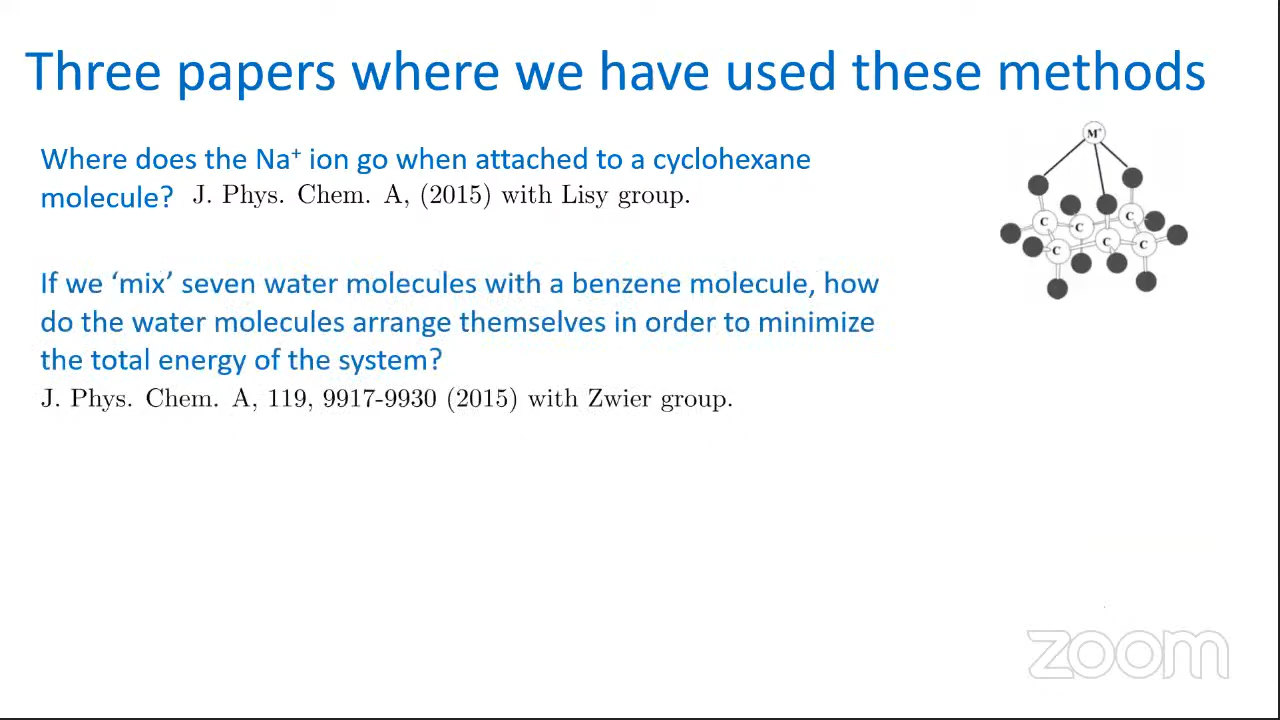 Three papers where we have used these methods
Where does the Na⁺ ion go when attached to a cyclohexane
molecule? J. Phys. Chem. A, (2015) with Lisy group.
If we ‘mix’ seven water molecules with a benzene molecule, how
do the water molecules arrange themselves in order to minimize
the total energy of the system?
J. Phys. Chem. A, 119, 9917-9930 (2015) with Zwier group.
M⁺
C C C
C C C
zoom